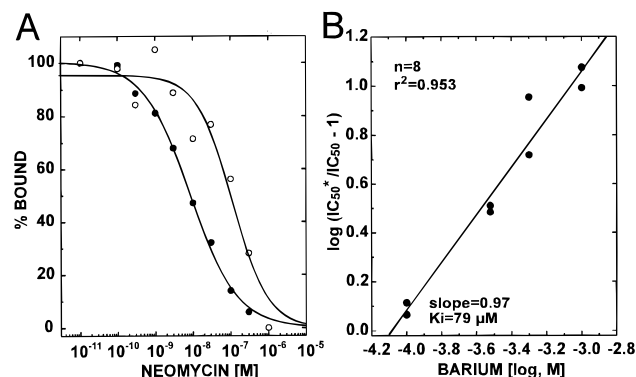 A
100
80
60
40
20
0
% BOUND
10⁻¹¹ 10⁻¹⁰ 10⁻⁹ 10⁻⁸ 10⁻⁷ 10⁻⁶ 10⁻⁵
NEOMYCIN [M]
B
1.2
1.0
0.8
0.6
0.4
0.2
0.0
log (IC₅₀*/IC₅₀ - 1)
n=8
r²=0.953
slope=0.97
Ki=79 µM
-4.2 -4.0 -3.8 -3.6 -3.4 -3.2 -3.0 -2.8
BARIUM [log, M]